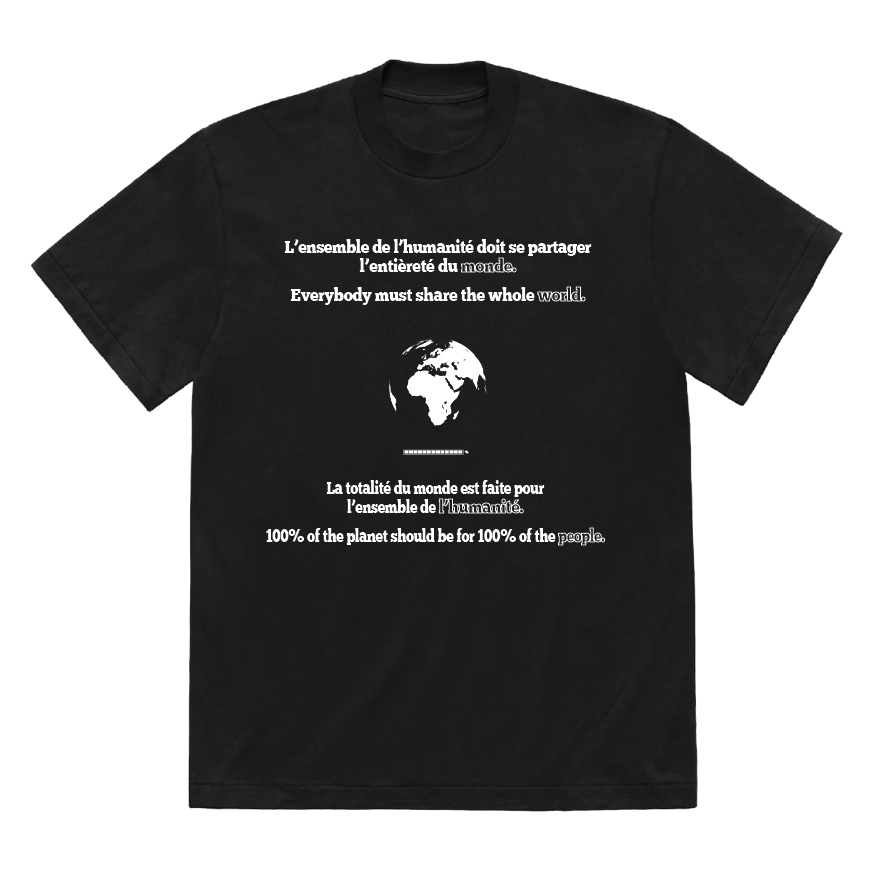 L'ensemble de l'humanité doit se partager
l'entièreté du monde.
Everybody must share the whole world.
La totalité du monde est faite pour
l'ensemble de l'humanité.
100% of the planet should be for 100% of the people.